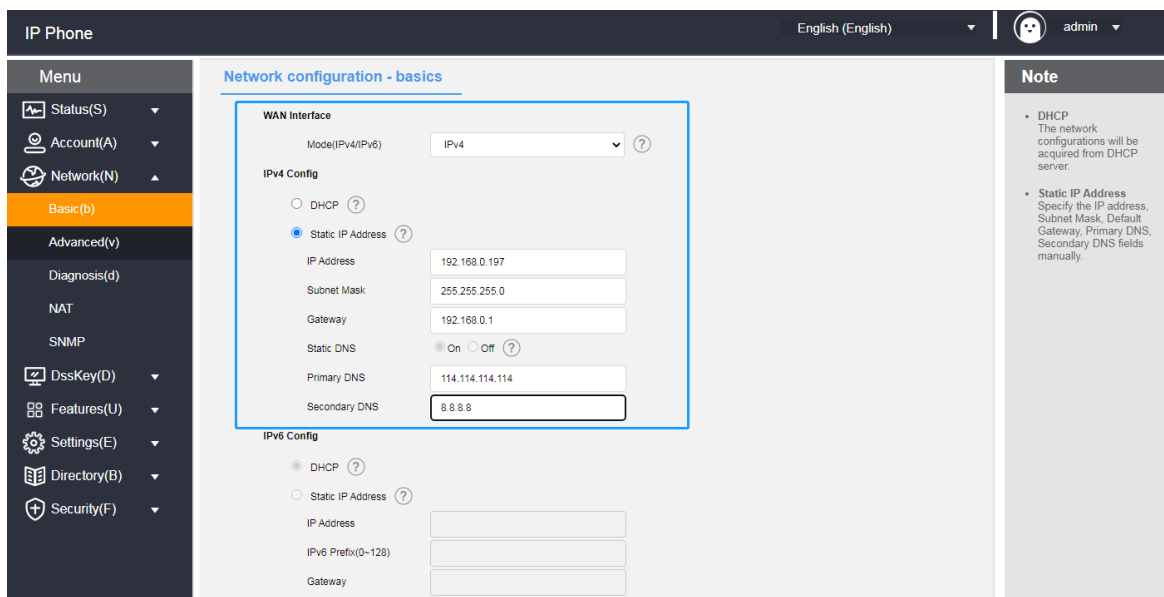 IP Phone
English (English)
admin
Menu
Status(S)
Account(A)
Network(N)
Basic(b)
Advanced(v)
Diagnosis(d)
NAT
SNMP
DssKey(D)
Features(U)
Settings(E)
Directory(B)
Security(F)
Network configuration - basics
WAN Interface
Mode(IPv4/IPv6) IPv4 ?
IPv4 Config
DHCP ?
Static IP Address ?
IP Address 192.168.0.197
Subnet Mask 255.255.255.0
Gateway 192.168.0.1
Static DNS On Off ?
Primary DNS 114.114.114.114
Secondary DNS 8.8.8.8
IPv6 Config
DHCP ?
Static IP Address ?
IP Address
IPv6 Prefix(0~128)
Gateway
Note
• DHCP
The network
configurations will be
acquired from DHCP
server.
• Static IP Address
Specify the IP address,
Subnet Mask, Default
Gateway, Primary DNS,
Secondary DNS fields
manually.